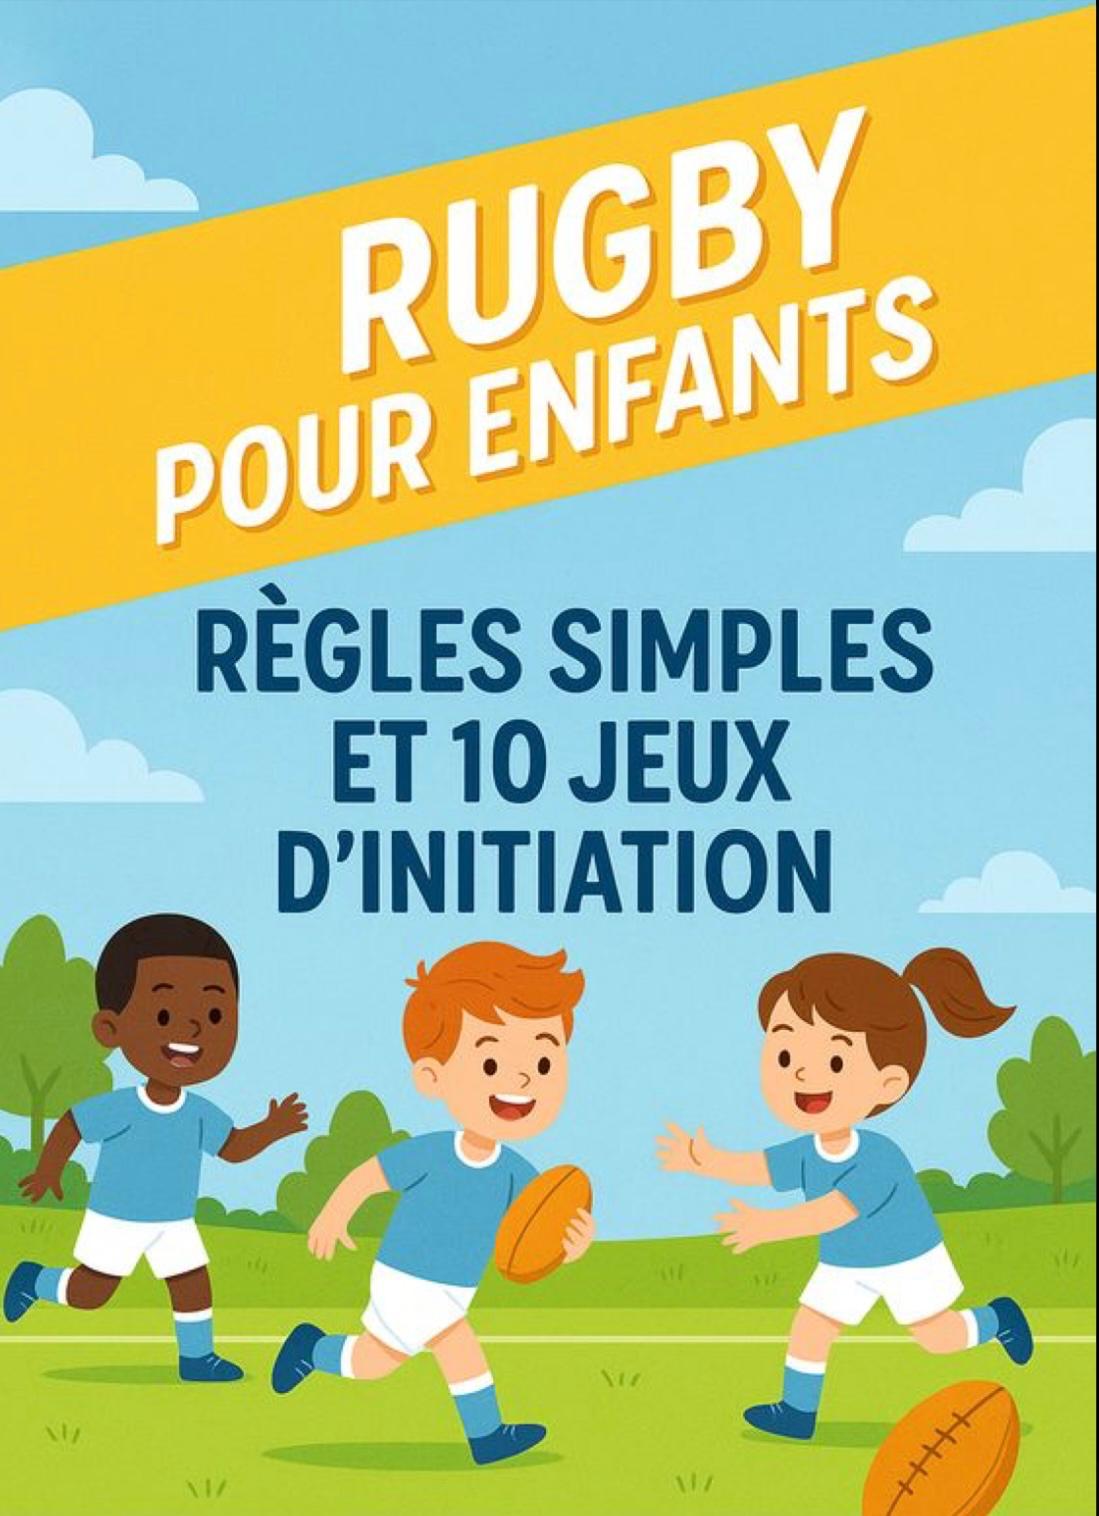 RUGBY
POUR ENFANTS
RÈGLES SIMPLES
ET 10 JEUX
D'INITIATION